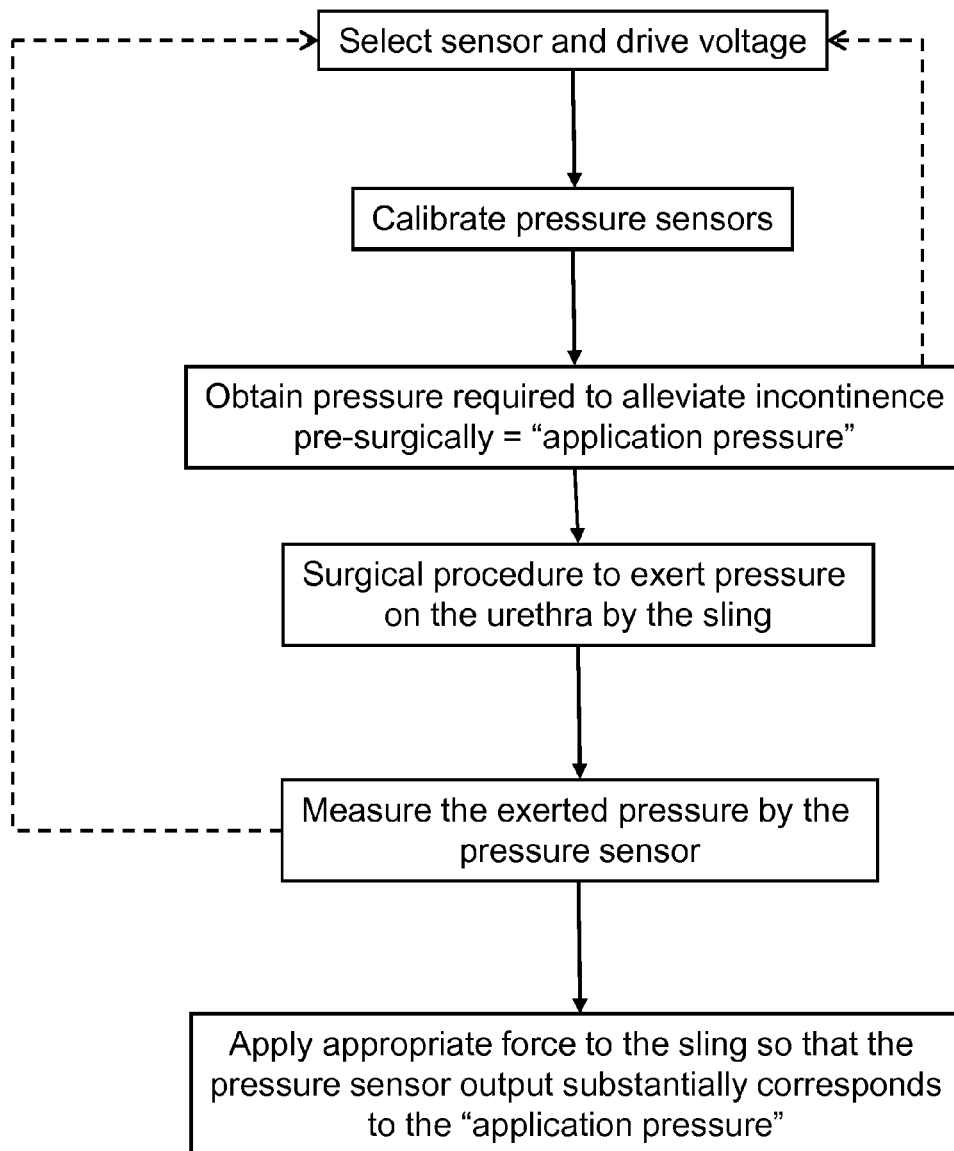 Select sensor and drive voltage
Calibrate pressure sensors
Obtain pressure required to alleviate incontinence
pre-surgically = “application pressure”
Surgical procedure to exert pressure
on the urethra by the sling
Measure the exerted pressure by the
pressure sensor
Apply appropriate force to the sling so that the
pressure sensor output substantially corresponds
to the “application pressure”